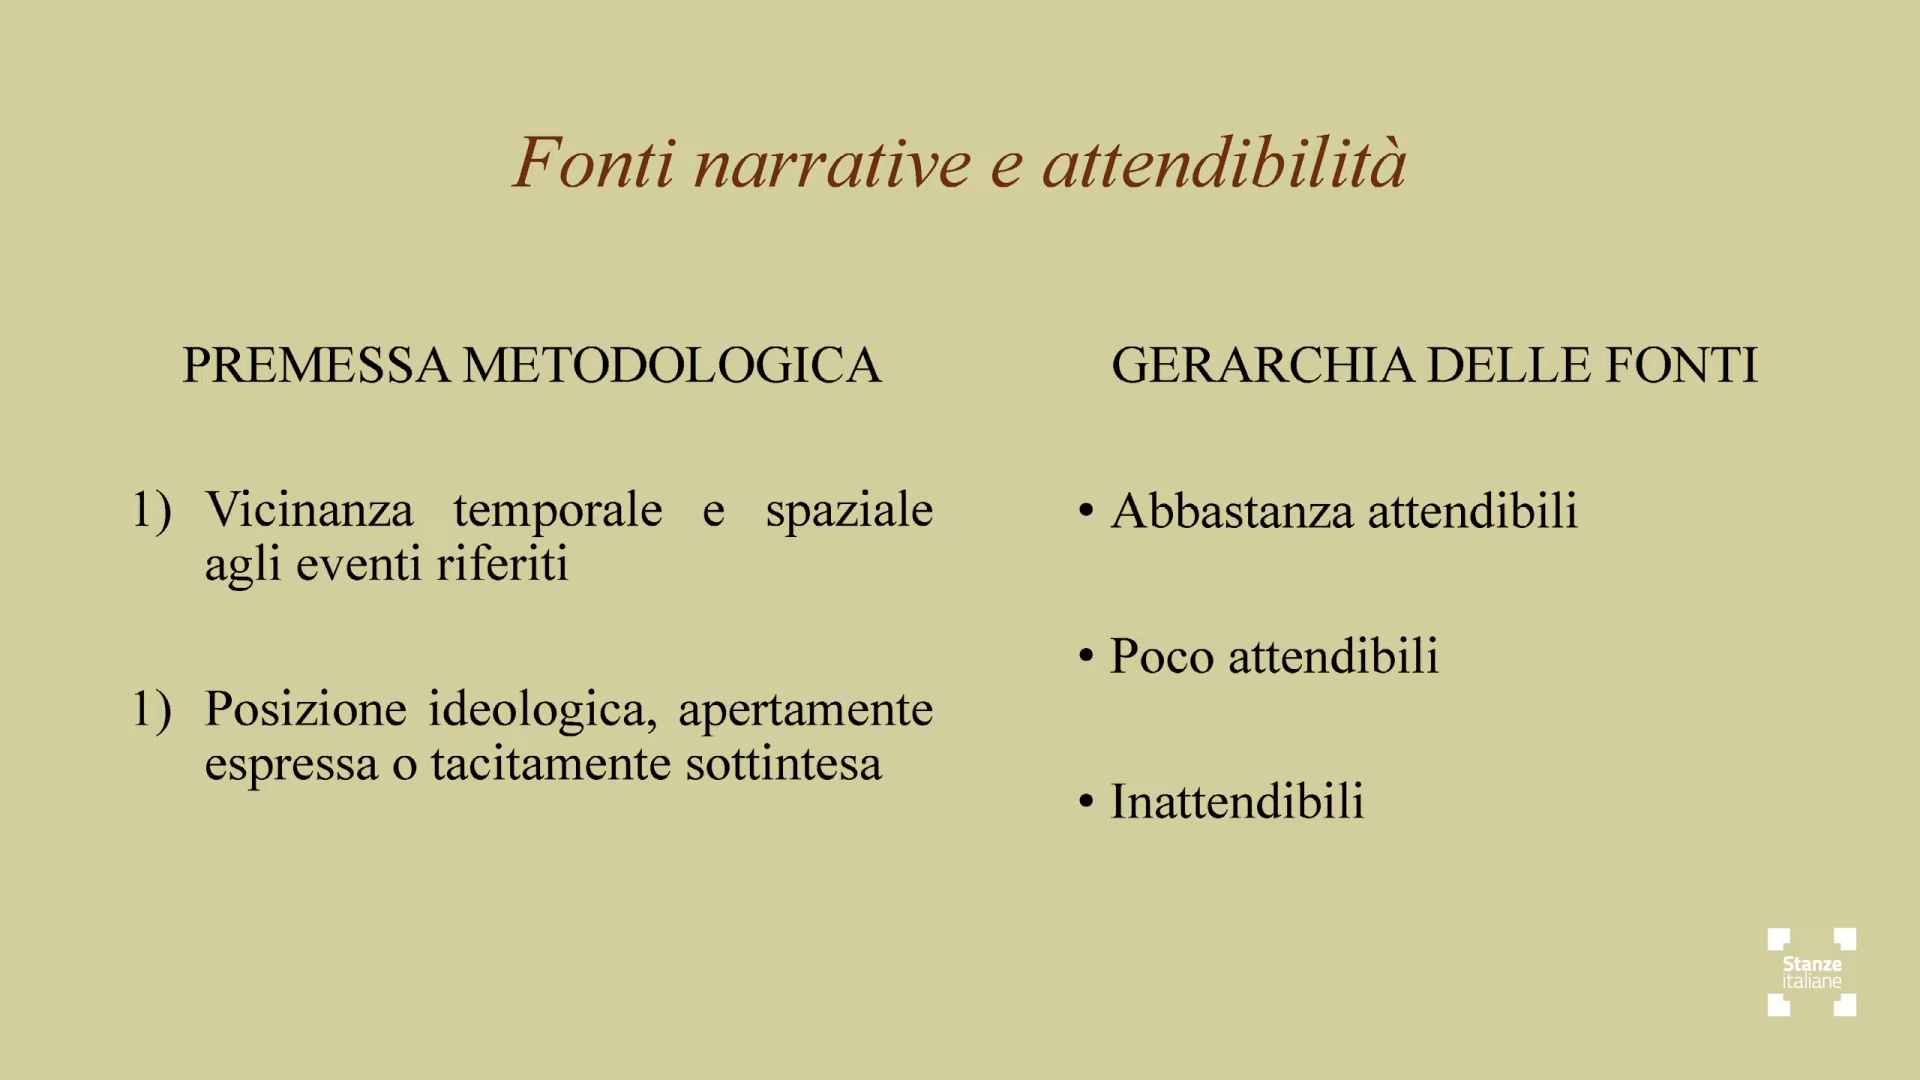 Fonti narrative e attendibilità
PREMESSA METODOLOGICA
1) Vicinanza temporale e spaziale
agli eventi riferiti
1) Posizione ideologica, apertamente
espressa o tacitamente sottintesa
GERARCHIA DELLE FONTI
• Abbastanza attendibili
• Poco attendibili
• Inattendibili
Stanze
italiane